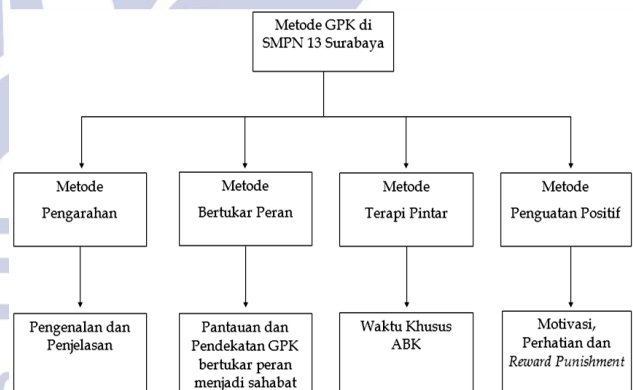 Metode GPK di
SMPN 13 Surabaya
Metode
Pengarahan
Metode
Bertukar Peran
Metode
Terapi Pintar
Metode
Penguatan Positif
Pengenalan dan
Penjelasan
Pantauan dan
Pendekatan GPK
bertukar peran
menjadi sahabat
Waktu Khusus
ABK
Motivasi,
Perhatian dan
Reward Punishment